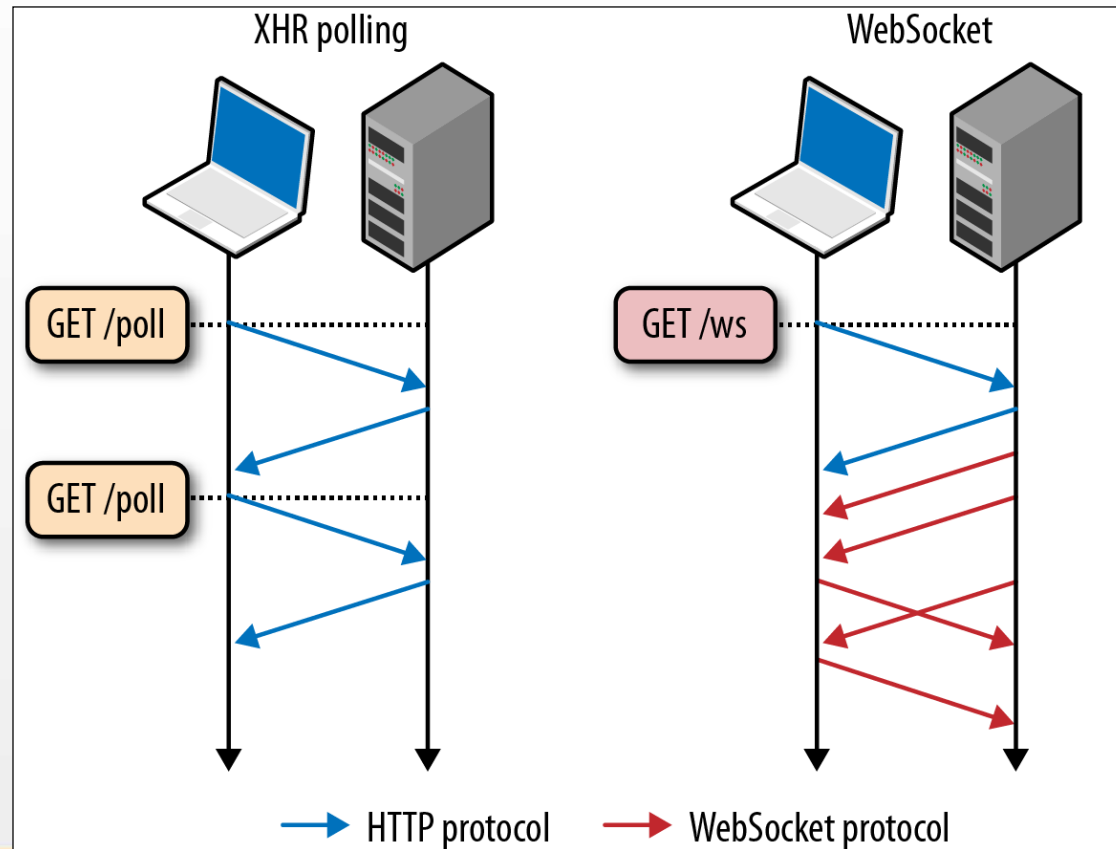 XHR polling
WebSocket
GET /poll
GET /ws
GET /poll
HTTP protocol
WebSocket protocol